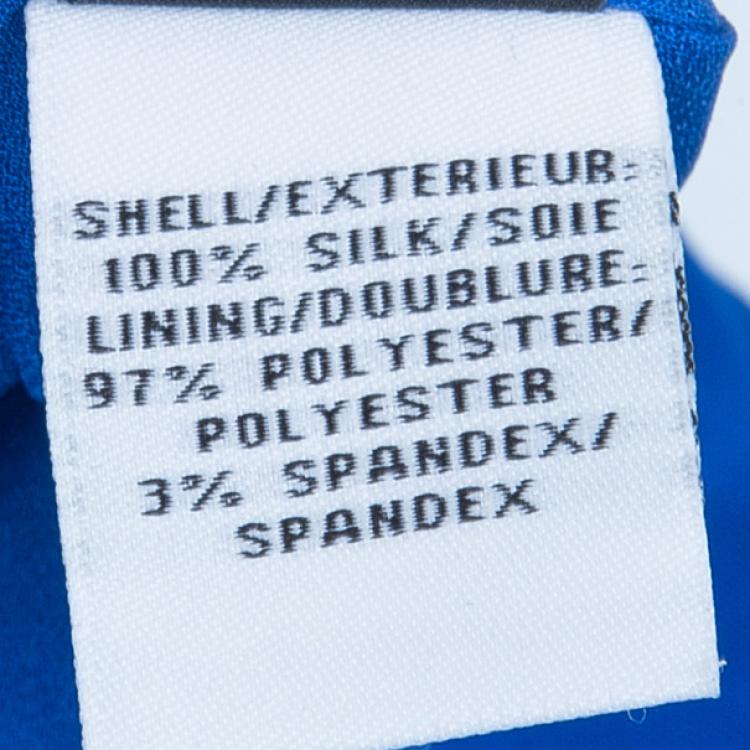 SHELL/EXTERIEUR:
100% SILK/SOIE
LINING/DOUBLURE:
97% POLYESTER/
POLYESTER
3% SPANDEX/
SPANDEX